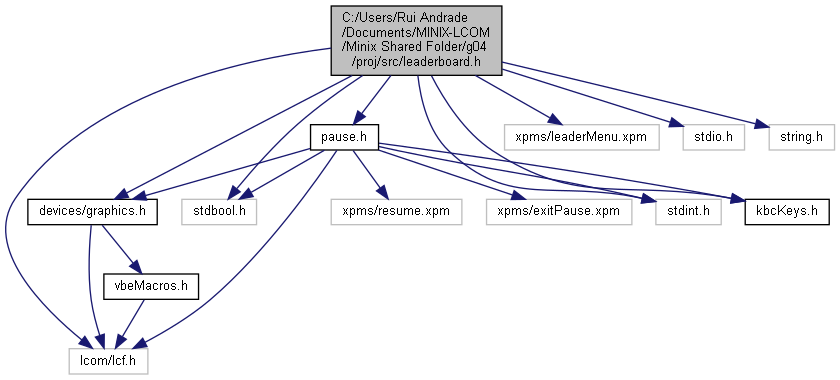 C:/Users/Rui Andrade
/Documents/MINIX-LCOM
/Minix Shared Folder/g04
/proj/src/leaderboard.h
pause.h
xpms/leaderMenu.xpm
stdio.h
string.h
devices/graphics.h
stdbool.h
xpms/resume.xpm
xpms/exitPause.xpm
stdint.h
kbcKeys.h
vbeMacros.h
lcom/lcf.h